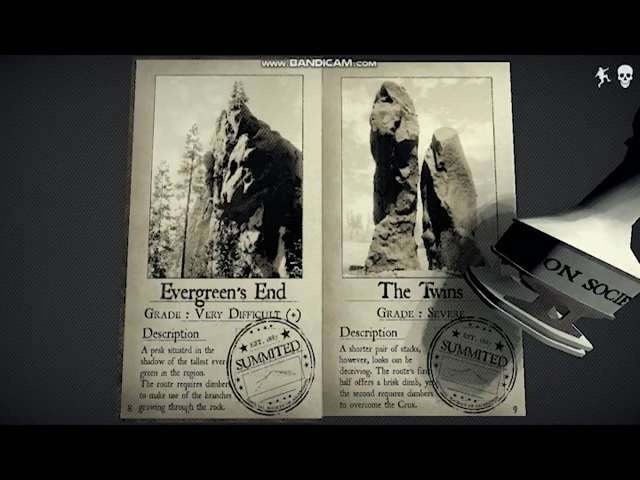 www.BANDICAM.com
Evergreen's End
Grade : Very Difficult (+)
Description
A peak situated in the
shadow of the tallest ever
green in the region.
The route requires climber
to make use of the branches
growing through the rock.
EST. 1887
SUMMITED
8
The Twins
Grade : Severe
Description
A shorter pair of stacks,
however, looks can be
deceiving. The route's
half offers a brisk climb,
the second requires climbers
to overcome the Crux.
EST. 1887
SUMMITED
9
ON SOCIE